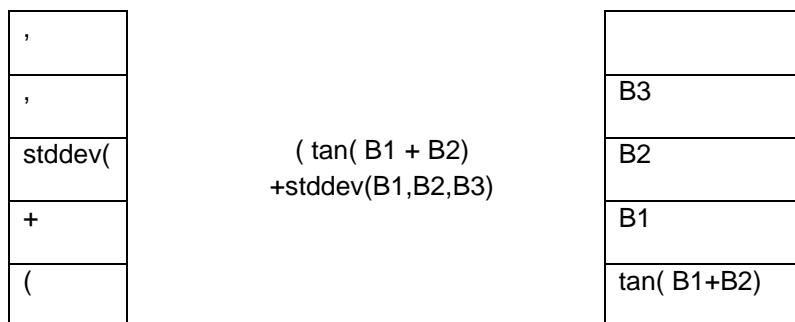 ,
,
stddev(
+
(
( tan( B1 + B2)
+stddev(B1,B2,B3)
B3
B2
B1
tan( B1+B2)